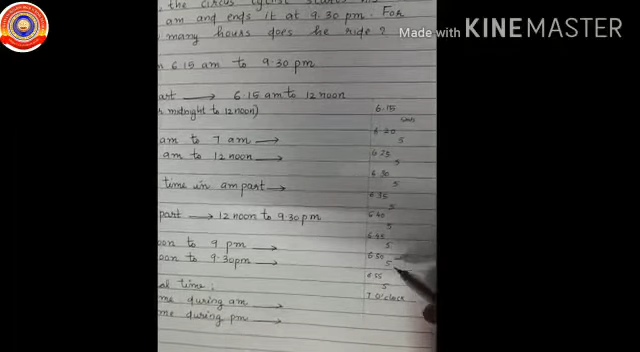 , the circus cyclist starts his
am and ends it at 9.30 pm. For
many hours does he ride ?
Made with KINEMASTER
6.15 am to 9.30 pm
art → 6.15 am to 12 noon
midnight to 12 noon)
am to 7 am →
am to 12 noon →
time in am part →
part → 12 noon to 9.30 pm
oon to 9 pm →
oon to 9.30pm →
time :
me during am →
me during pm →
6.15
6.20
5
6.25
5
6.30
5
6.35
5
6.40
5
6.45
5
6.50
5
6.55
5
7 O'clock